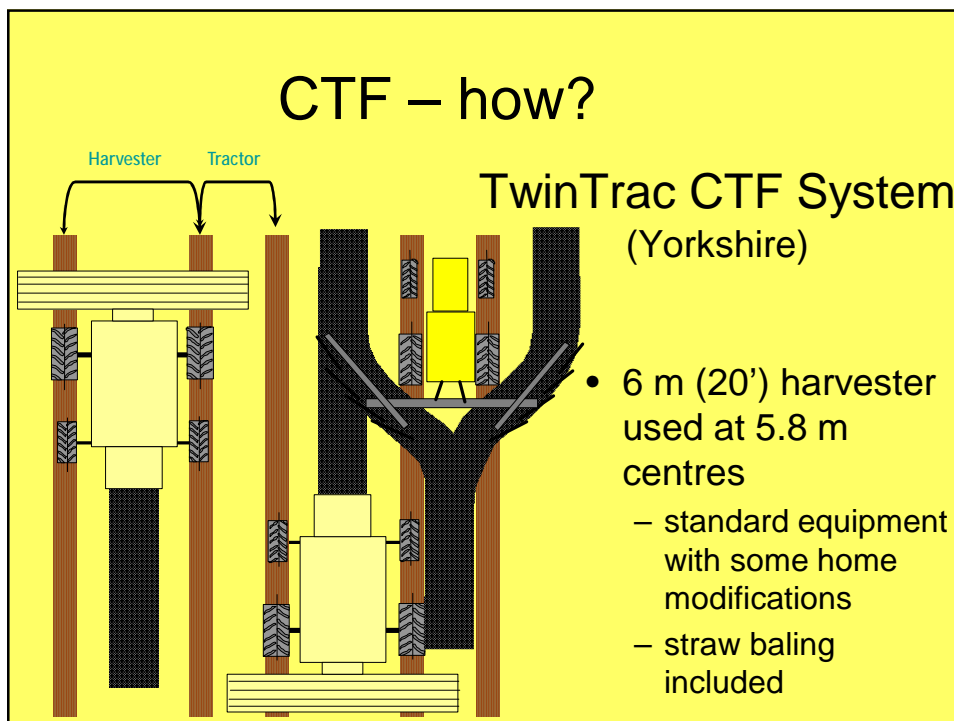 CTF – how?
Harvester Tractor
TwinTrac CTF System
(Yorkshire)
• 6 m (20') harvester
used at 5.8 m
centres
– standard equipment
with some home
modifications
– straw baling
included